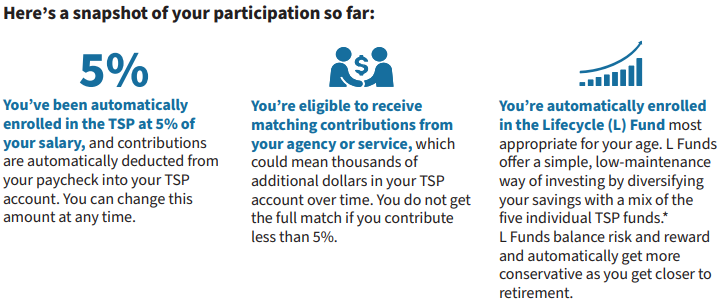 Here’s a snapshot of your participation so far:
5%
You’ve been automatically
enrolled in the TSP at 5% of
your salary, and contributions
are automatically deducted from
your paycheck into your TSP
account. You can change this
amount at any time.
$
You’re eligible to receive
matching contributions from
your agency or service, which
could mean thousands of
additional dollars in your TSP
account over time. You do not get
the full match if you contribute
less than 5%.
You’re automatically enrolled
in the Lifecycle (L) Fund most
appropriate for your age. L Funds
offer a simple, low-maintenance
way of investing by diversifying
your savings with a mix of the
five individual TSP funds.*
L Funds balance risk and reward
and automatically get more
conservative as you get closer to
retirement.